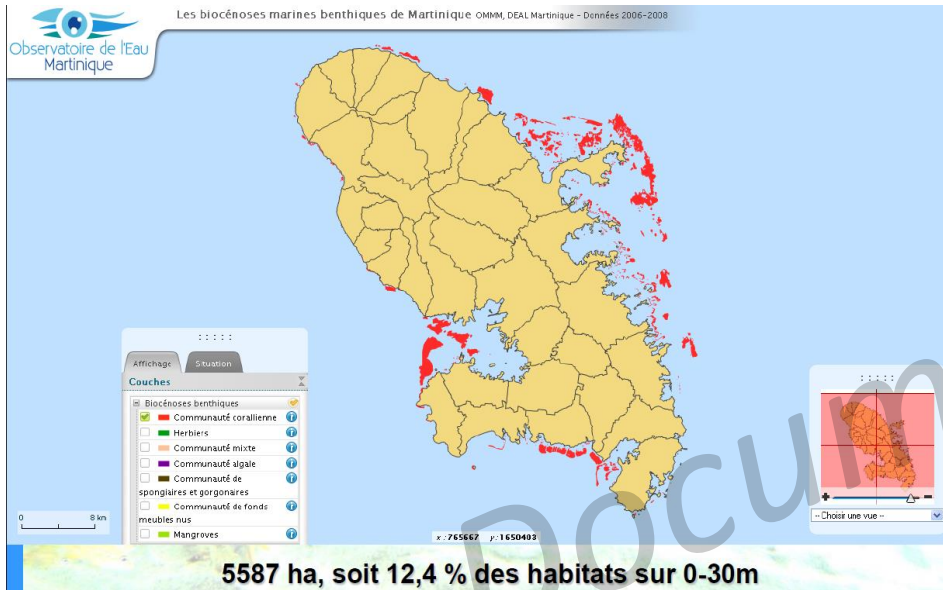 Les biocénoses marines benthiques de Martinique OMMM, DEAL Martinique - Données 2006-2008
Observatoire de l'Eau
Martinique
Affichage
Situation
Couches
Biocénoses benthiques
Communauté corallienne
Herbiers
Communauté mixte
Communauté algale
Communauté de
spongiaires et gorgonaires
Communauté de fonds
meubles nus
Mangroves
0 8 km
x : 765667 y : 1650403
-- Choisir une vue --
Docum
5587 ha, soit 12,4 % des habitats sur 0-30m